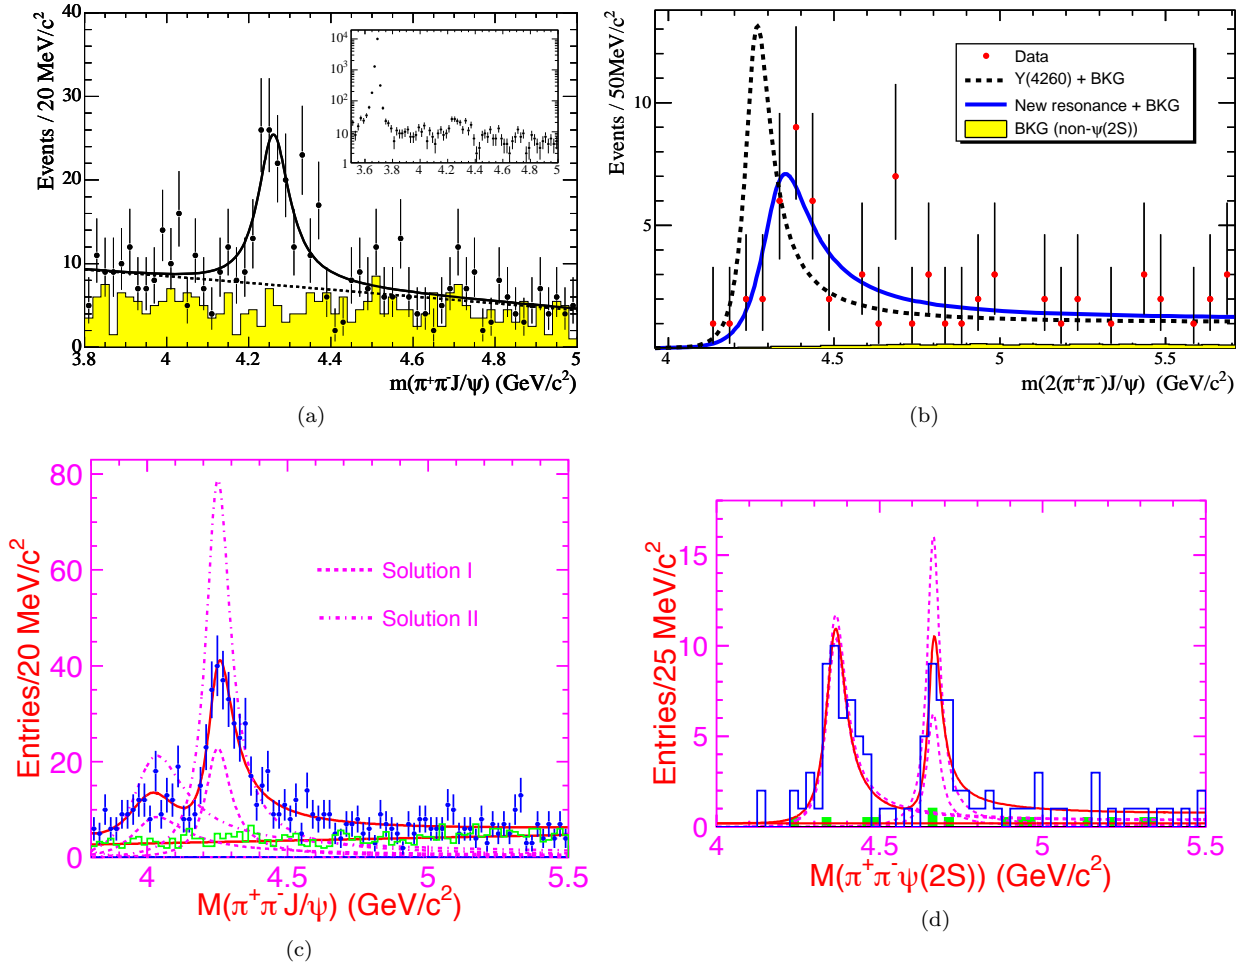 Events / 20 MeV/c²
40
30
20
10
0
3.8
4
4.2
4.4
4.6
4.8
5
m(π⁺π⁻J/ψ) (GeV/c²)
10⁴
10³
10²
10
1
3.6
3.8
4
4.2
4.4
4.6
4.8
5
(a)
Events / 50MeV/c²
10
5
4
4.5
5
5.5
m(2(π⁺π⁻)J/ψ) (GeV/c²)
Data
Y(4260) + BKG
New resonance + BKG
BKG (non-ψ(2S))
(b)
Entries/20 MeV/c²
80
60
40
20
0
4
4.5
5
5.5
Solution I
Solution II
M(π⁺π⁻J/ψ) (GeV/c²)
(c)
Entries/25 MeV/c²
15
10
5
0
4
4.5
5
5.5
M(π⁺π⁻ψ(2S)) (GeV/c²)
(d)